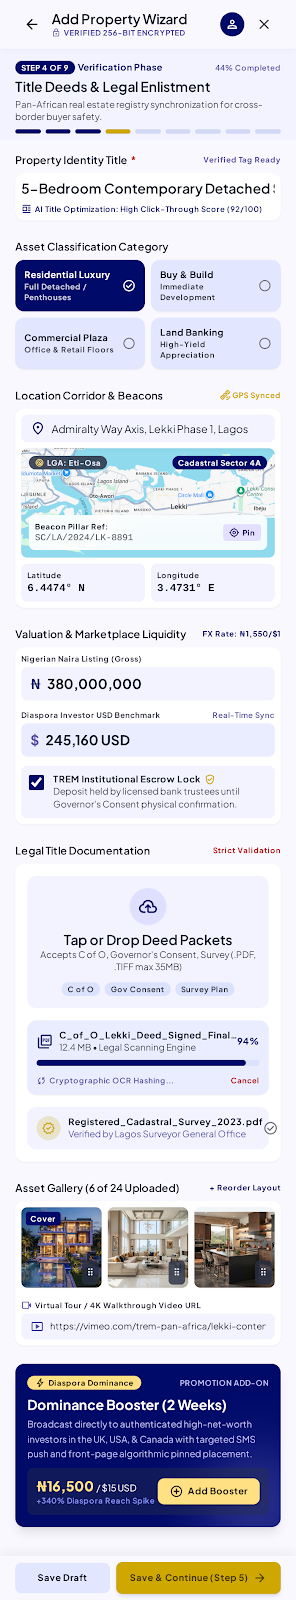 Add Property Wizard
VERIFIED 256-BIT ENCRYPTED
STEP 4 OF 9 Verification Phase 44% Completed
Title Deeds & Legal Enlistment
Pan-African real estate registry synchronization for cross-
border buyer safety.
Property Identity Title * Verified Tag Ready
5-Bedroom Contemporary Detached
AI Title Optimization: High Click-Through Score (92/100)
Asset Classification Category
Residential Luxury
Full Detached /
Penthouses
Buy & Build
Immediate
Development
Commercial Plaza
Office & Retail Floors
Land Banking
High-Yield
Appreciation
Location Corridor & Beacons GPS Synced
Admiralty Way Axis, Lekki Phase 1, Lagos
LGA: Eti-Osa Cadastral Sector 4A
Lagos Island
Oto-Awori
VICTORIA ISLAND
MAROKO
Circle Mall
Lekki
Lekki Conse
Centre
Ibeju
Beacon Pillar Ref:
SC/LA/2024/LK-8891
Pin
Latitude
6.4474° N
Longitude
3.4731° E
Valuation & Marketplace Liquidity FX Rate: ₦1,550/$1
Nigerian Naira Listing (Gross)
₦ 380,000,000
Diaspora Investor USD Benchmark Real-Time Sync
$ 245,160 USD
TREM Institutional Escrow Lock
Deposit held by licensed bank trustees until
Governor's Consent physical confirmation.
Legal Title Documentation Strict Validation
Tap or Drop Deed Packets
Accepts C of O, Governor's Consent, Survey (.PDF,
.TIFF max 35MB)
C of O Gov Consent Survey Plan
C_of_O_Lekki_Deed_Signed_Final... 94%
12.4 MB • Legal Scanning Engine
Cryptographic OCR Hashing... Cancel
Registered_Cadastral_Survey_2023.pdf
Verified by Lagos Surveyor General Office
Asset Gallery (6 of 24 Uploaded) + Reorder Layout
Cover
Virtual Tour / 4K Walkthrough Video URL
https://vimeo.com/trem-pan-africa/lekki-conter
Diaspora Dominance PROMOTION ADD-ON
Dominance Booster (2 Weeks)
Broadcast directly to authenticated high-net-worth
investors in the UK, USA, & Canada with targeted SMS
push and front-page algorithmic pinned placement.
₦16,500 / $15 USD
+340% Diaspora Reach Spike
Add Booster
Save Draft Save & Continue (Step 5)